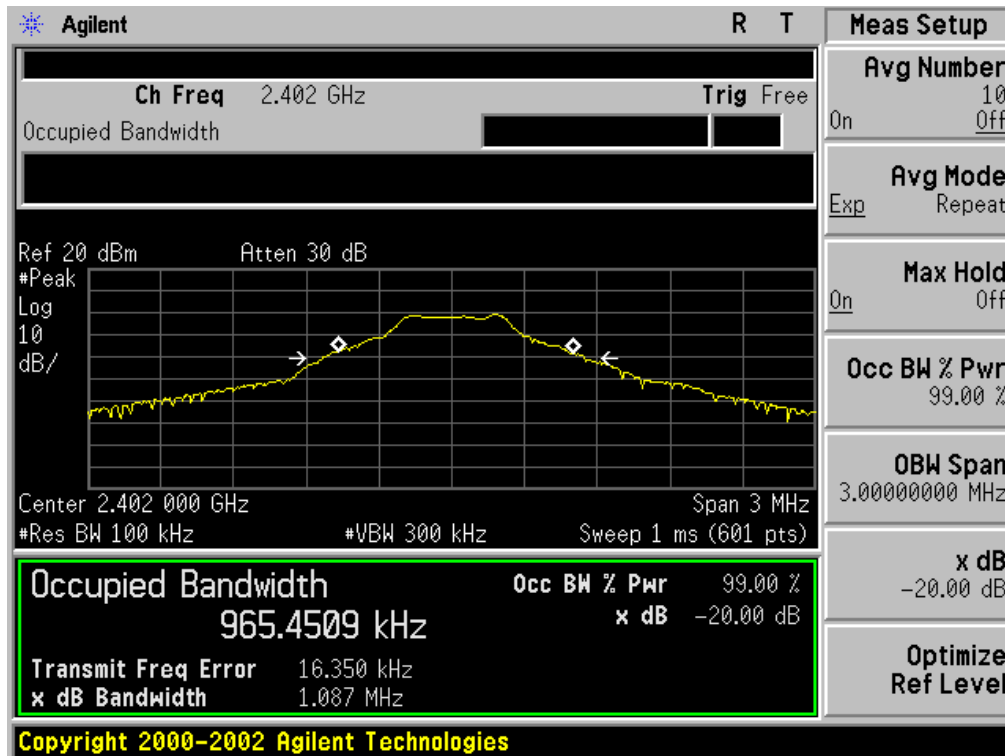 Agilent R T
Meas Setup
Ch Freq 2.402 GHz Trig Free
Occupied Bandwidth
Ref 20 dBm Atten 30 dB
#Peak
Log
10
dB/
Center 2.402 000 GHz Span 3 MHz
#Res BW 100 kHz #VBW 300 kHz Sweep 1 ms (601 pts)
Occupied Bandwidth Occ BW % Pwr 99.00 %
965.4509 kHz x dB -20.00 dB
Transmit Freq Error 16.350 kHz
x dB Bandwidth 1.087 MHz
Avg Number
10
On Off
Avg Mode
Exp Repeat
Max Hold
On Off
Occ BW % Pwr
99.00 %
OBW Span
3.00000000 MHz
x dB
-20.00 dB
Optimize
Ref Level
Copyright 2000-2002 Agilent Technologies